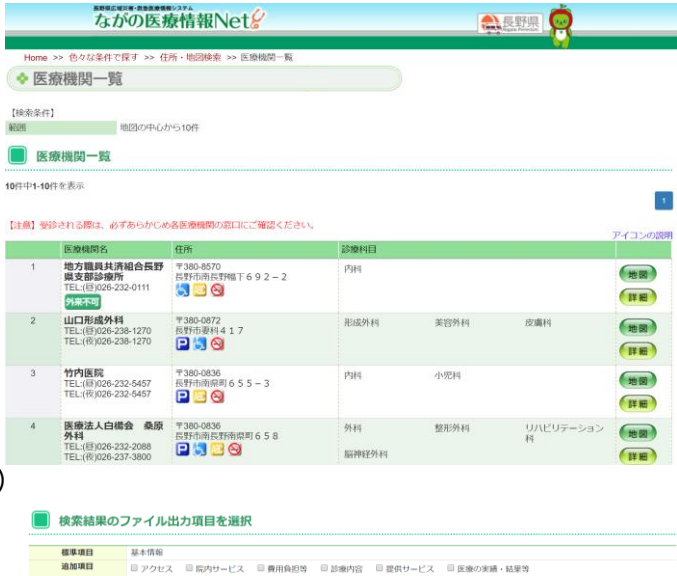 長野県広域災害・救急医療情報システム
ながの医療情報Net
長野県
Home >> 色々な条件で探す >> 住所・地図検索 >> 医療機関一覧
医療機関一覧
【検索条件】
範囲 地図の中心から10件
医療機関一覧
10件中1-10件を表示
1
【注意】受診される際は、必ずあらかじめ各医療機関の窓口にご確認ください。
アイコンの説明
医療機関名 住所 診療科目
1 地方職員共済組合長野県支部診療所 〒380-8570 内科 地図
長野市南長野幅下692-2
TEL:(昼)026-232-0111
外来不可 詳細
2 山口形成外科 〒380-0872 形成外科 美容外科 皮膚科 地図
TEL:(昼)026-238-1270 長野市妻科417
TEL:(夜)026-238-1270 P 詳細
3 竹内医院 〒380-0836 内科 小児科 地図
TEL:(昼)026-232-5457 長野市南県町655-3
TEL:(夜)026-232-5457 P 詳細
4 医療法人白楊会 桑原外科 〒380-0836 外科 整形外科 リハビリテーション科 地図
長野市南長野南県町658
TEL:(昼)026-232-2088 P 脳神経外科
TEL:(夜)026-237-3800 詳細
)
検索結果のファイル出力項目を選択
標準項目 基本情報
追加項目 アクセス 院内サービス 費用負担等 診療内容 提供サービス 医療の実績・結果等